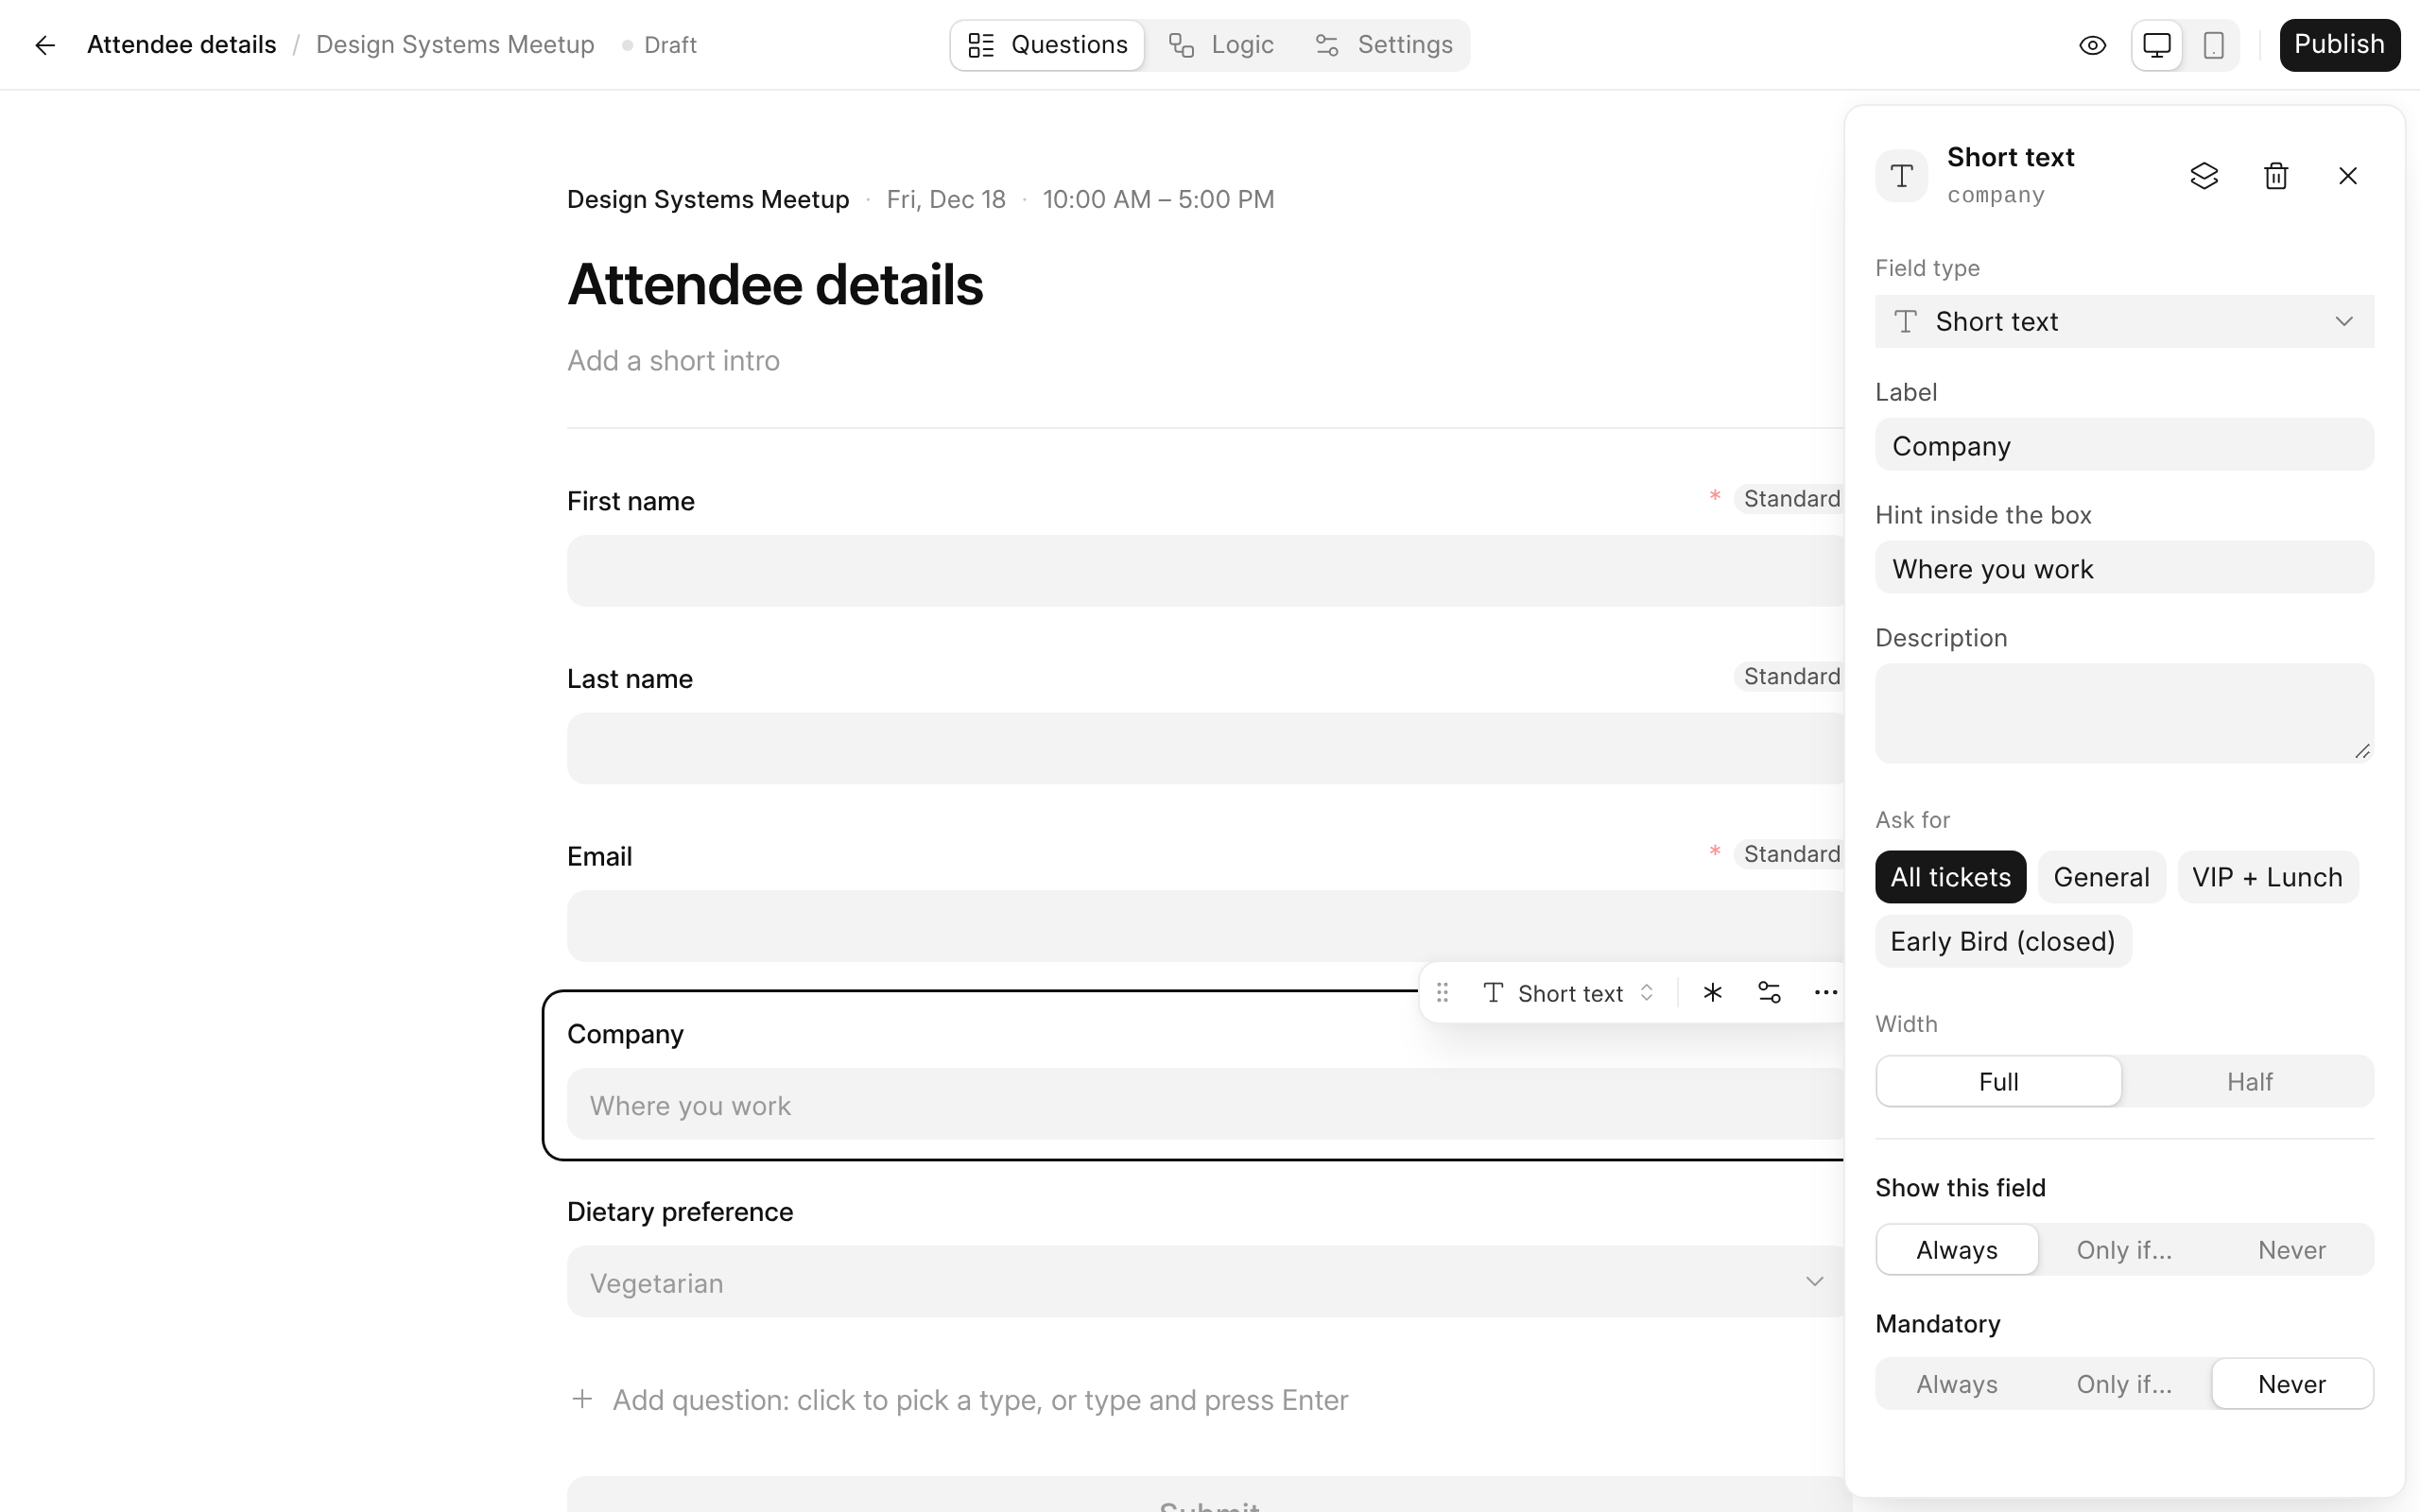 Attendee details / Design Systems Meetup Draft
Questions Logic Settings
Publish
Design Systems Meetup · Fri, Dec 18 · 10:00 AM – 5:00 PM
Attendee details
Add a short intro
First name * Standard
Last name Standard
Email * Standard
Short text
Company
Where you work
Dietary preference
Vegetarian
Add question: click to pick a type, or type and press Enter
Submit
Short text
company
Field type
Short text
Label
Company
Hint inside the box
Where you work
Description
Ask for
All tickets General VIP + Lunch
Early Bird (closed)
Width
Full Half
Show this field
Always Only if... Never
Mandatory
Always Only if... Never